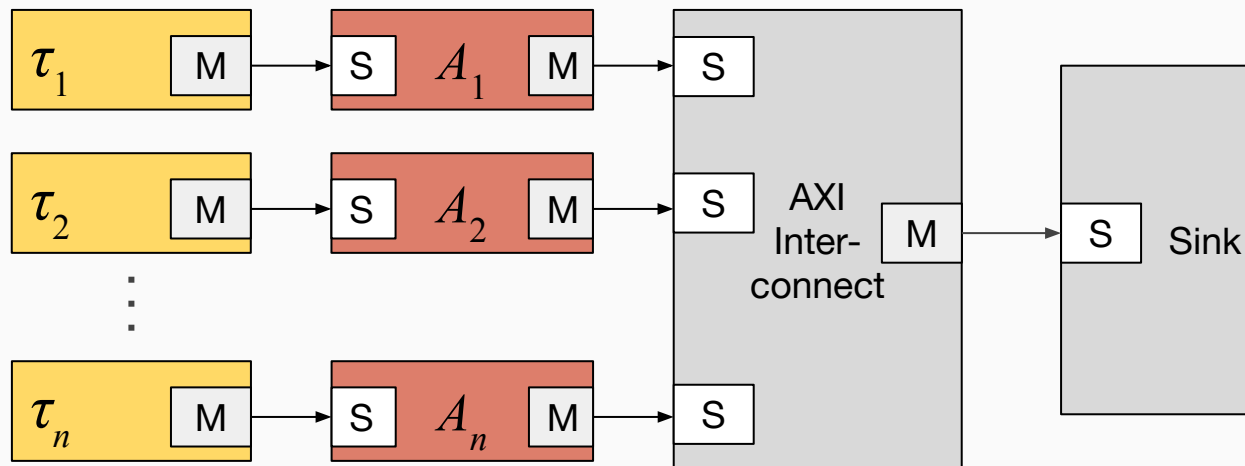 τ1 M S A1 M S
τ2 M S A2 M S
AXI
Inter-
connect
M S Sink
τn M S An M S